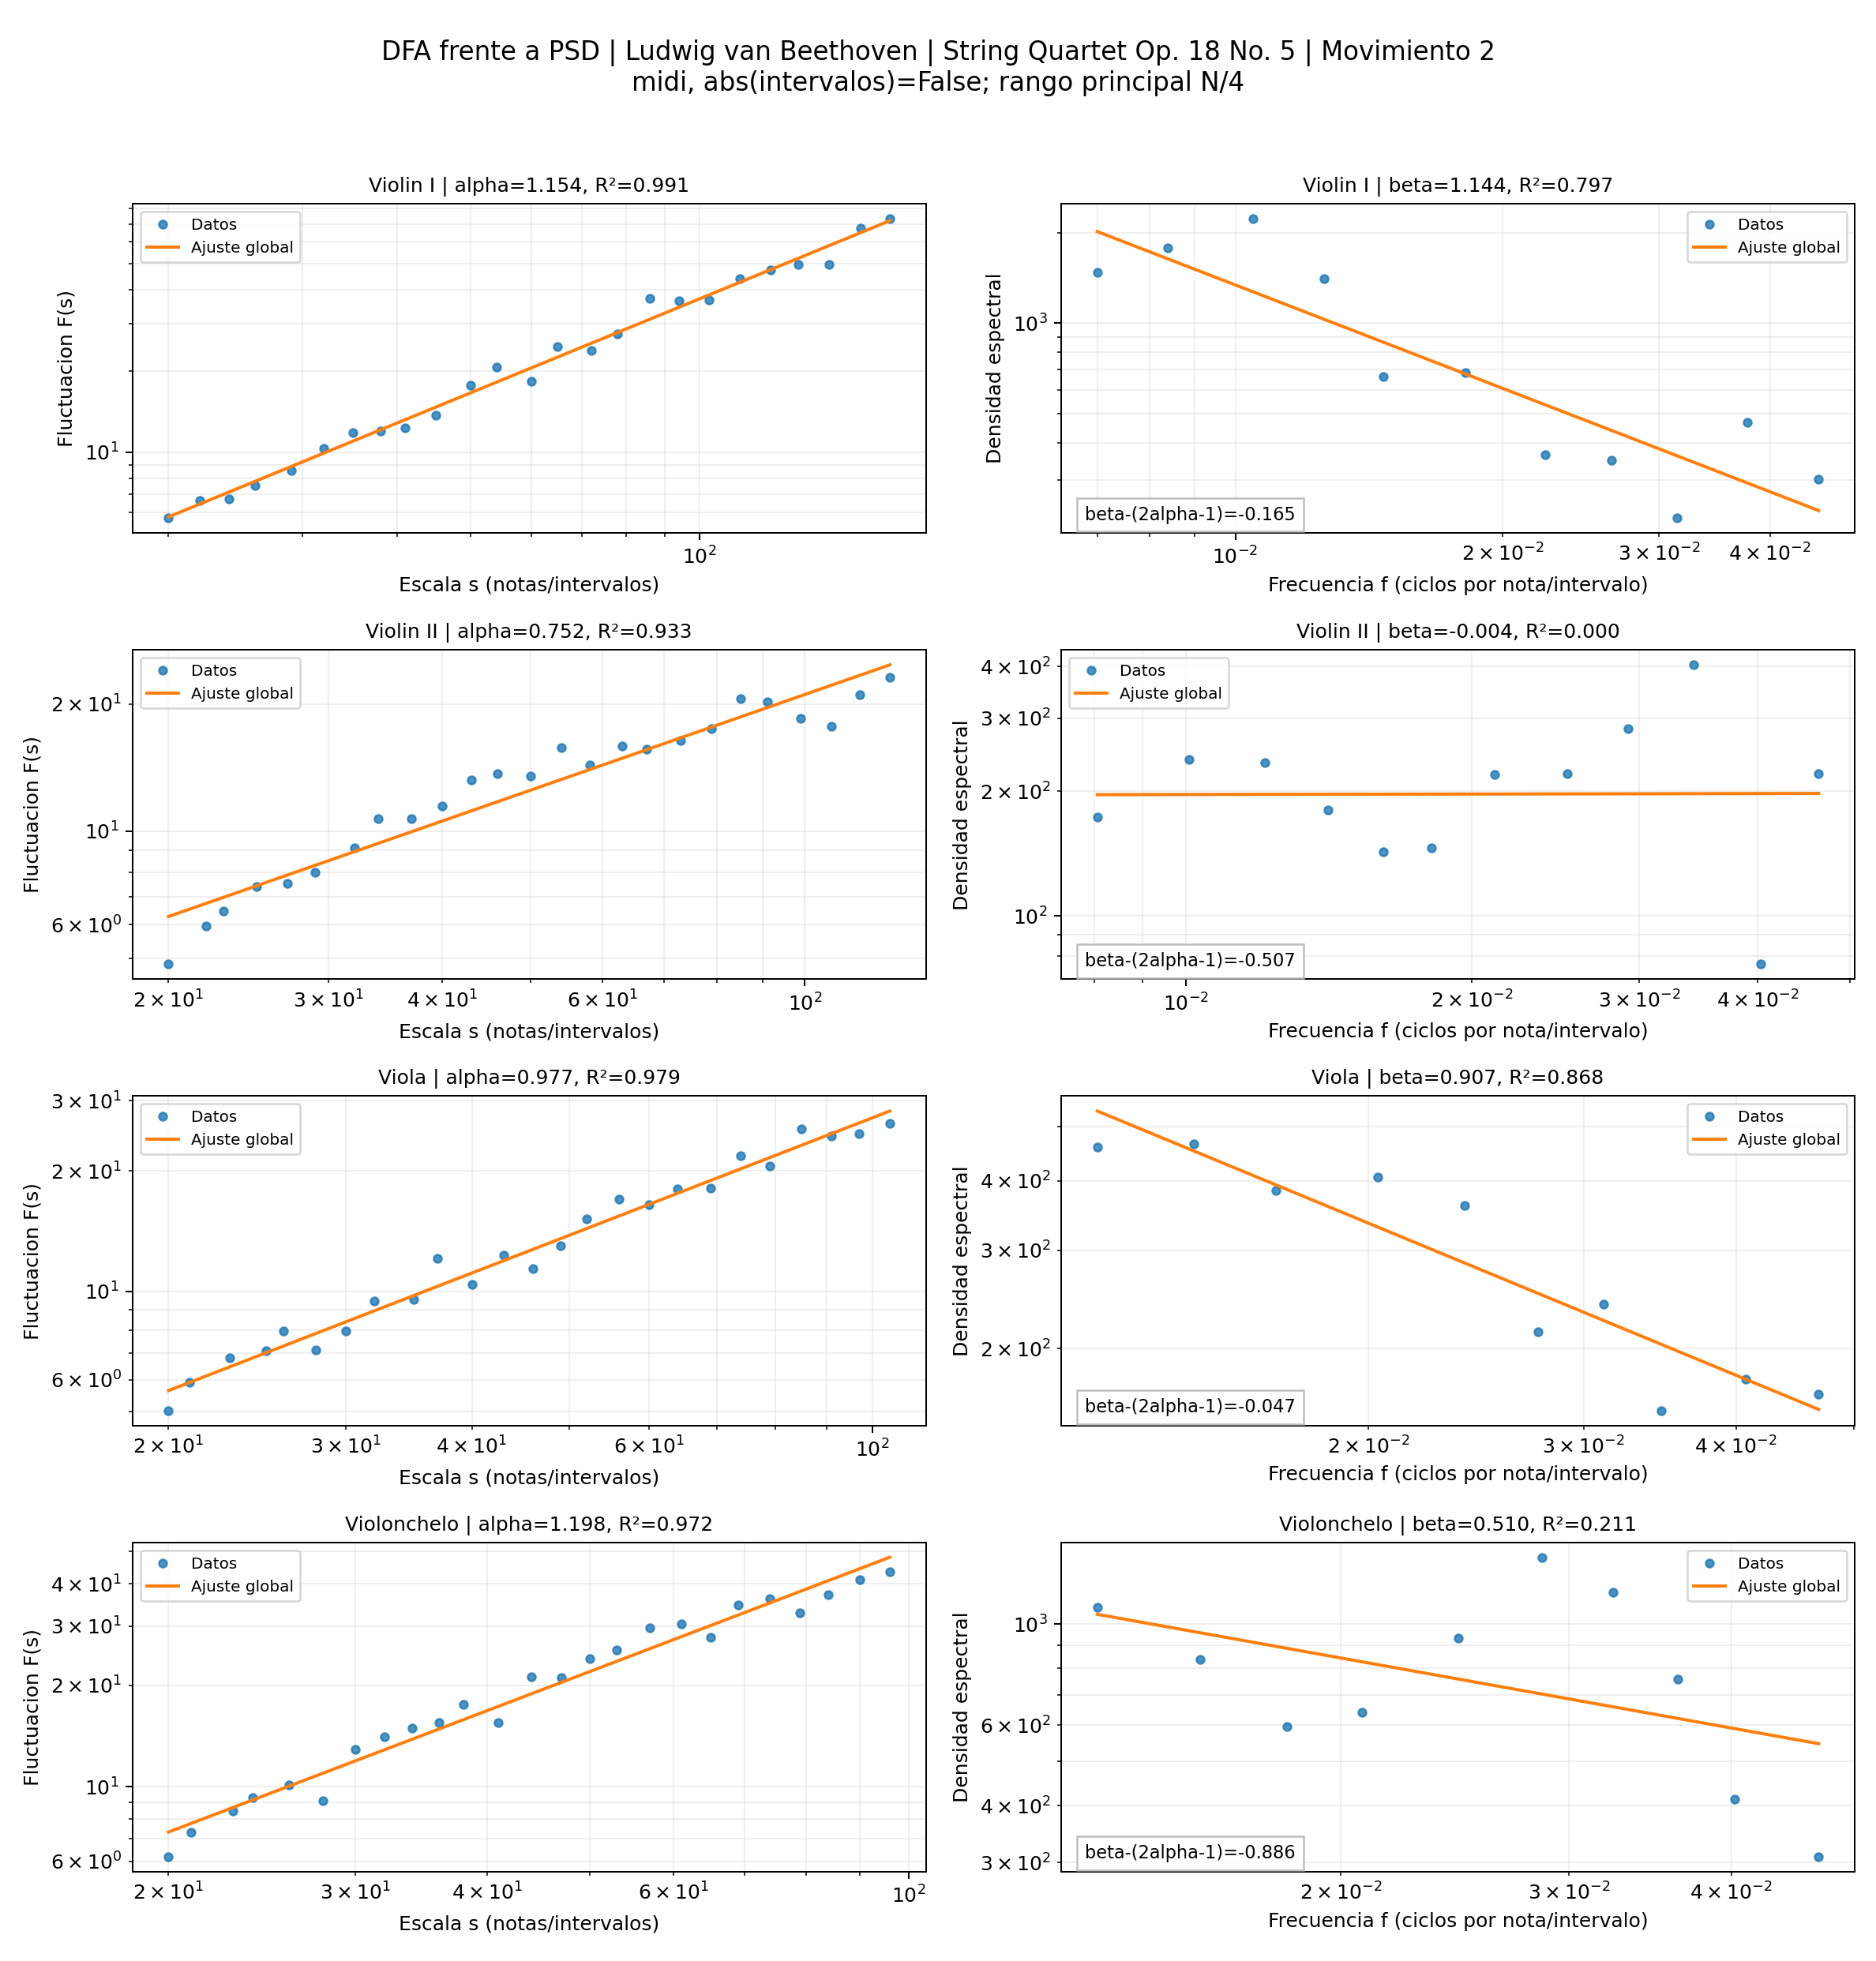 DFA frente a PSD | Ludwig van Beethoven | String Quartet Op. 18 No. 5 | Movimiento 2
midi, abs(intervalos)=False; rango principal N/4
Violin I | alpha=1.154, R²=0.991
Datos
Ajuste global
Fluctuacion F(s)
10¹
10²
Escala s (notas/intervalos)
Violin I | beta=1.144, R²=0.797
Datos
Ajuste global
Densidad espectral
10³
beta-(2alpha-1)=-0.165
10⁻²
2×10⁻²
3×10⁻²
4×10⁻²
Frecuencia f (ciclos por nota/intervalo)
Violin II | alpha=0.752, R²=0.933
Datos
Ajuste global
Fluctuacion F(s)
2×10¹
10¹
6×10⁰
2×10¹
3×10¹
4×10¹
6×10¹
10²
Escala s (notas/intervalos)
Violin II | beta=-0.004, R²=0.000
Datos
Ajuste global
Densidad espectral
4×10²
3×10²
2×10²
10²
beta-(2alpha-1)=-0.507
10⁻²
2×10⁻²
3×10⁻²
4×10⁻²
Frecuencia f (ciclos por nota/intervalo)
Viola | alpha=0.977, R²=0.979
Datos
Ajuste global
Fluctuacion F(s)
3×10¹
2×10¹
10¹
6×10⁰
2×10¹
3×10¹
4×10¹
6×10¹
10²
Escala s (notas/intervalos)
Viola | beta=0.907, R²=0.868
Datos
Ajuste global
Densidad espectral
4×10²
3×10²
2×10²
beta-(2alpha-1)=-0.047
2×10⁻²
3×10⁻²
4×10⁻²
Frecuencia f (ciclos por nota/intervalo)
Violonchelo | alpha=1.198, R²=0.972
Datos
Ajuste global
Fluctuacion F(s)
4×10¹
3×10¹
2×10¹
10¹
6×10⁰
2×10¹
3×10¹
4×10¹
6×10¹
10²
Escala s (notas/intervalos)
Violonchelo | beta=0.510, R²=0.211
Datos
Ajuste global
Densidad espectral
10³
6×10²
4×10²
3×10²
beta-(2alpha-1)=-0.886
2×10⁻²
3×10⁻²
4×10⁻²
Frecuencia f (ciclos por nota/intervalo)